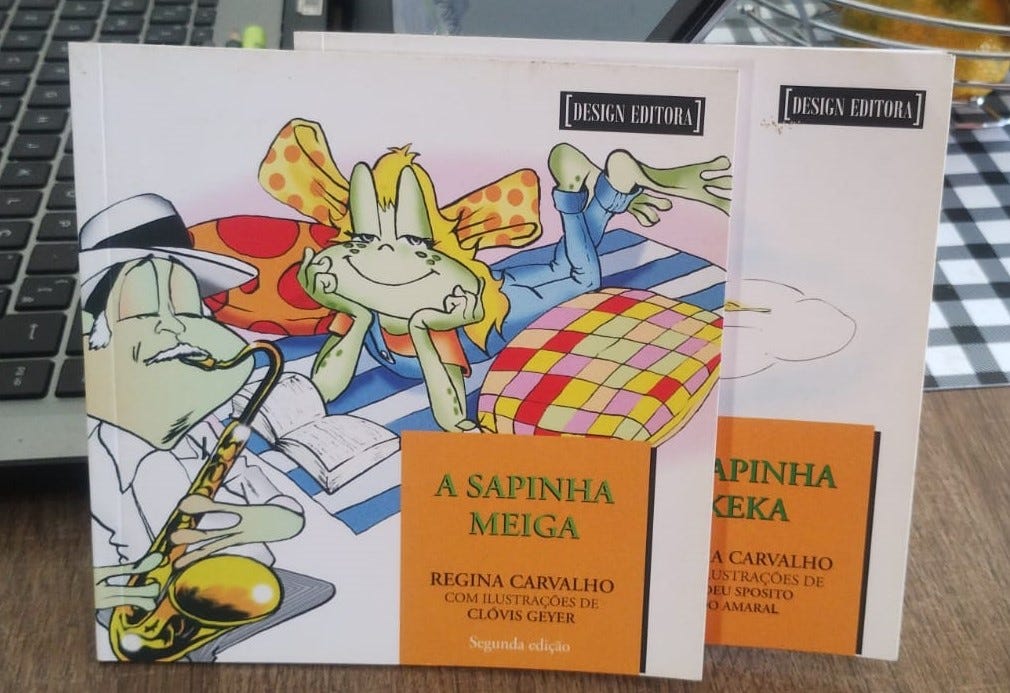 [DESIGN EDITORA]
A SAPINHA
MEIGA
REGINA CARVALHO
COM ILUSTRAÇÕES DE
CLÓVIS GEYER
Segunda edição
[DESIGN EDITORA]
APINHA
KEKA
A CARVALHO
LUSTRAÇÕES DE
DEU SPOSITO
DO AMARAL